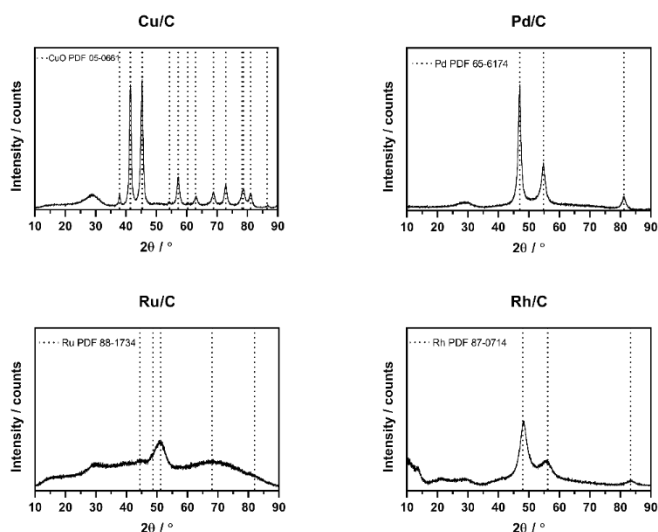 Cu/C
Pd/C
CuO PDF 05-0661
Pd PDF 65-6174
Intensity / counts
Intensity / counts
10 20 30 40 50 60 70 80 90
10 20 30 40 50 60 70 80 90
2θ / °
2θ / °
Ru/C
Rh/C
Ru PDF 88-1734
Rh PDF 87-0714
Intensity / counts
Intensity / counts
10 20 30 40 50 60 70 80 90
10 20 30 40 50 60 70 80 90
2θ / °
2θ / °